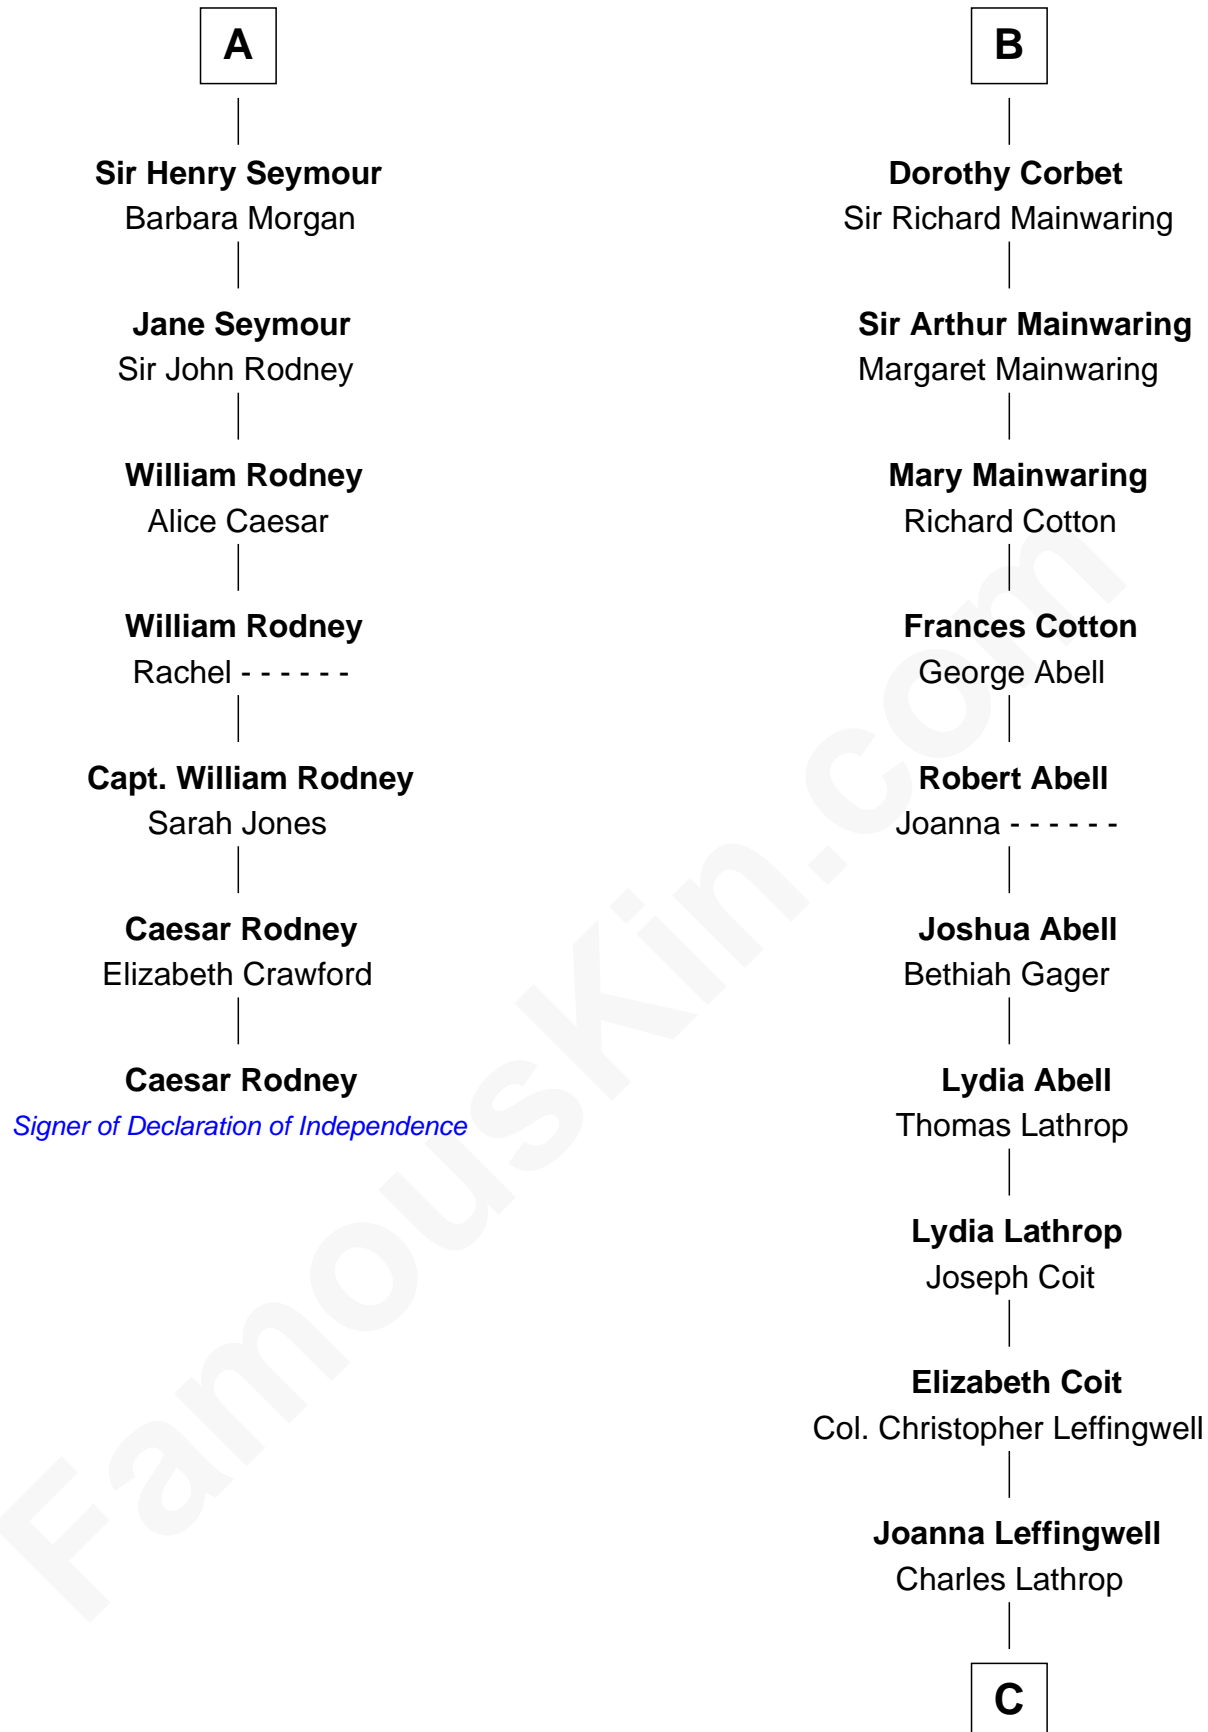 A
Sir Henry Seymour
Barbara Morgan
Jane Seymour
Sir John Rodney
William Rodney
Alice Caesar
William Rodney
Rachel - - - - - -
Capt. William Rodney
Sarah Jones
Caesar Rodney
Elizabeth Crawford
Caesar Rodney
Signer of Declaration of Independence
B
Dorothy Corbet
Sir Richard Mainwaring
Sir Arthur Mainwaring
Margaret Mainwaring
Mary Mainwaring
Richard Cotton
Frances Cotton
George Abell
Robert Abell
Joanna - - - - - -
Joshua Abell
Bethiah Gager
Lydia Abell
Thomas Lathrop
Lydia Lathrop
Joseph Coit
Elizabeth Coit
Col. Christopher Leffingwell
Joanna Leffingwell
Charles Lathrop
C
FamousKin.com